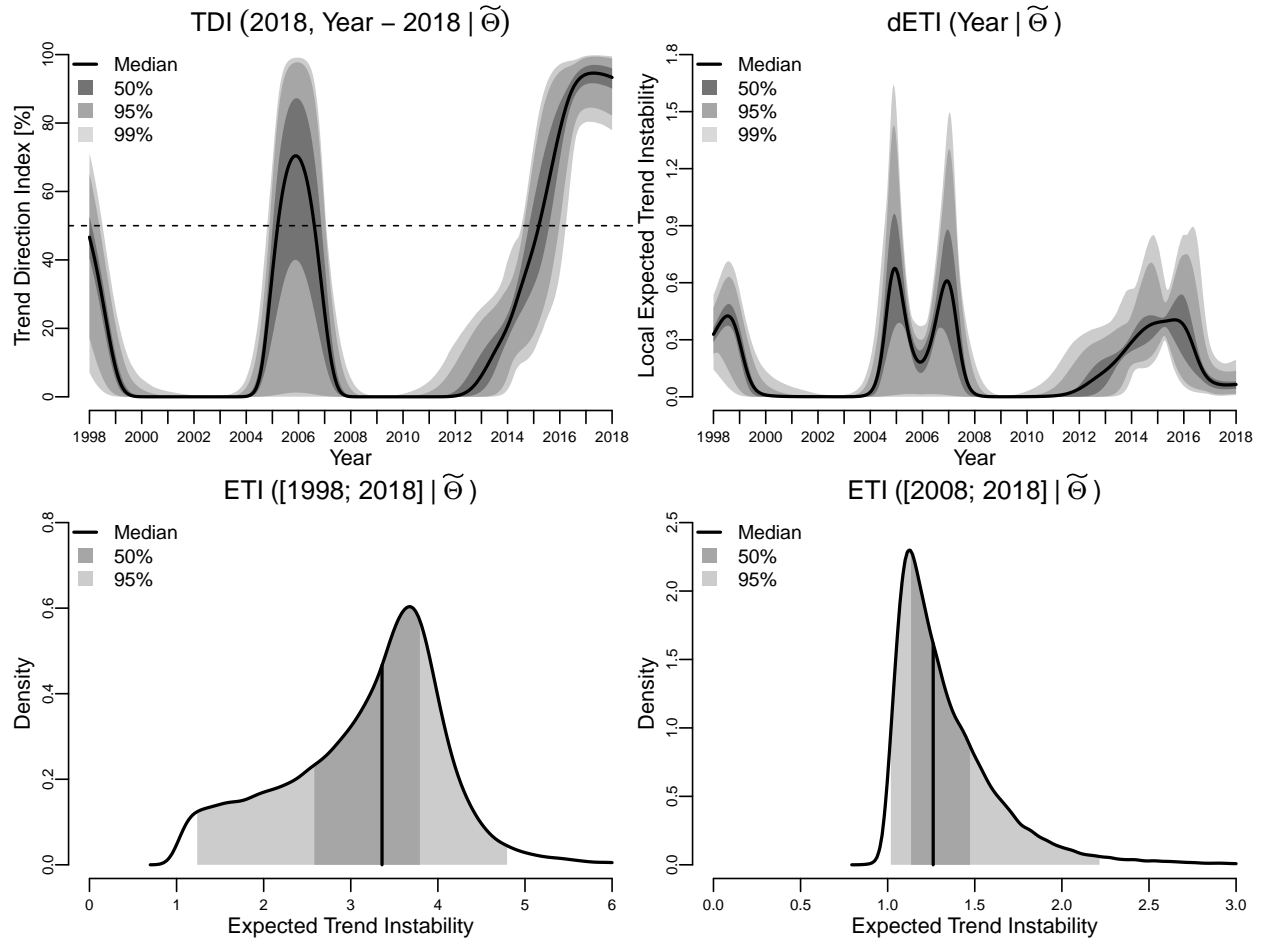 TDI (2018, Year − 2018 | Θ̃)
Median
50%
95%
99%
Trend Direction Index [%]
0 20 40 60 80 100
1998 2000 2002 2004 2006 2008 2010 2012 2014 2016 2018
Year
dETI (Year | Θ̃ )
Median
50%
95%
99%
Local Expected Trend Instability
0.0 0.3 0.6 0.9 1.2 1.5 1.8
1998 2000 2002 2004 2006 2008 2010 2012 2014 2016 2018
Year
ETI ([1998; 2018] | Θ̃ )
Median
50%
95%
Density
0.0 0.2 0.4 0.6 0.8
0 1 2 3 4 5 6
Expected Trend Instability
ETI ([2008; 2018] | Θ̃ )
Median
50%
95%
Density
0.0 0.5 1.0 1.5 2.0 2.5
0.0 0.5 1.0 1.5 2.0 2.5 3.0
Expected Trend Instability